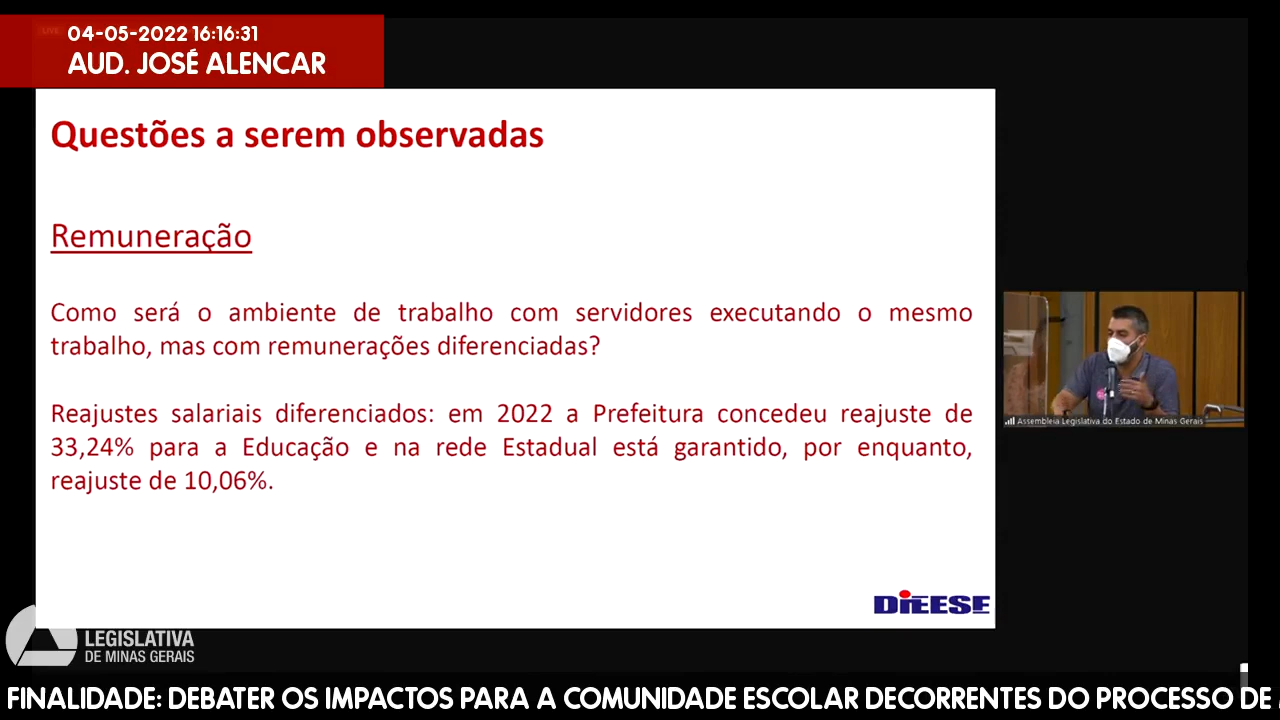 LIVE
04-05-2022 16:16:31
AUD. JOSÉ ALENCAR
Questões a serem observadas
Remuneração
Como será o ambiente de trabalho com servidores executando o mesmo
trabalho, mas com remunerações diferenciadas?
Reajustes salariais diferenciados: em 2022 a Prefeitura concedeu reajuste de
33,24% para a Educação e na rede Estadual está garantido, por enquanto,
reajuste de 10,06%.
DIEESE
Assembleia Legislativa do Estado de Minas Gerais
LEGISLATIVA
DE MINAS GERAIS
FINALIDADE: DEBATER OS IMPACTOS PARA A COMUNIDADE ESCOLAR DECORRENTES DO PROCESSO DE